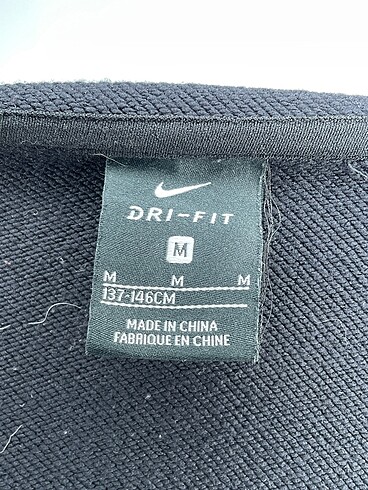 DRI-FIT
M
M M M
137-146CM
MADE IN CHINA
FABRIQUE EN CHINE